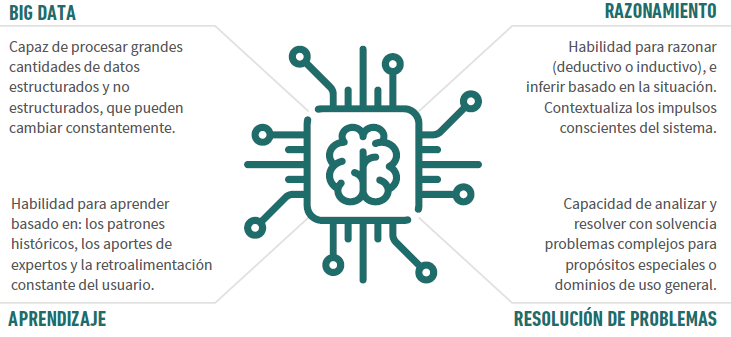 BIG DATA
Capaz de procesar grandes
cantidades de datos
estructurados y no
estructurados, que pueden
cambiar constantemente.
RAZONAMIENTO
Habilidad para razonar
(deductivo o inductivo), e
inferir basado en la situación.
Contextualiza los impulsos
conscientes del sistema.
Habilidad para aprender
basado en: los patrones
históricos, los aportes de
expertos y la retroalimentación
constante del usuario.
APRENDIZAJE
Capacidad de analizar y
resolver con solvencia
problemas complejos para
propósitos especiales o
dominios de uso general.
RESOLUCIÓN DE PROBLEMAS